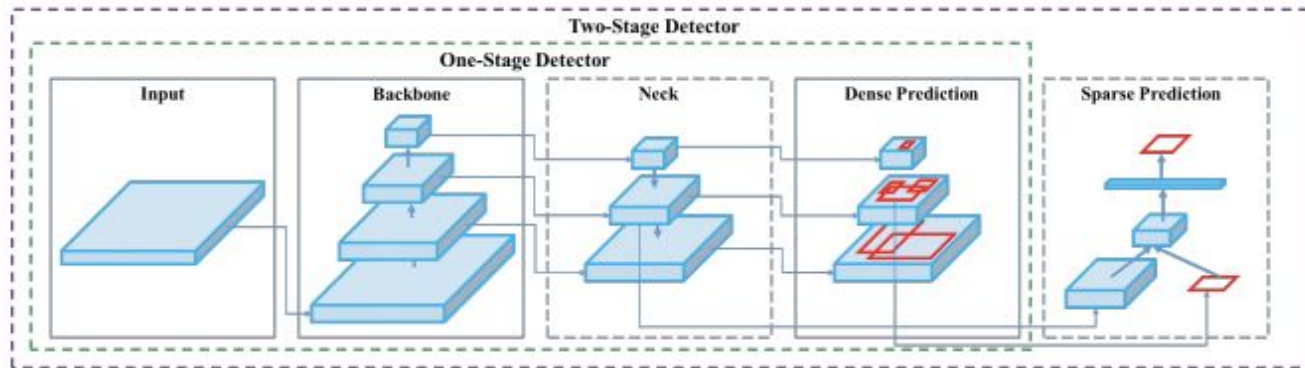 Two-Stage Detector
One-Stage Detector
Input
Backbone
Neck
Dense Prediction
Sparse Prediction